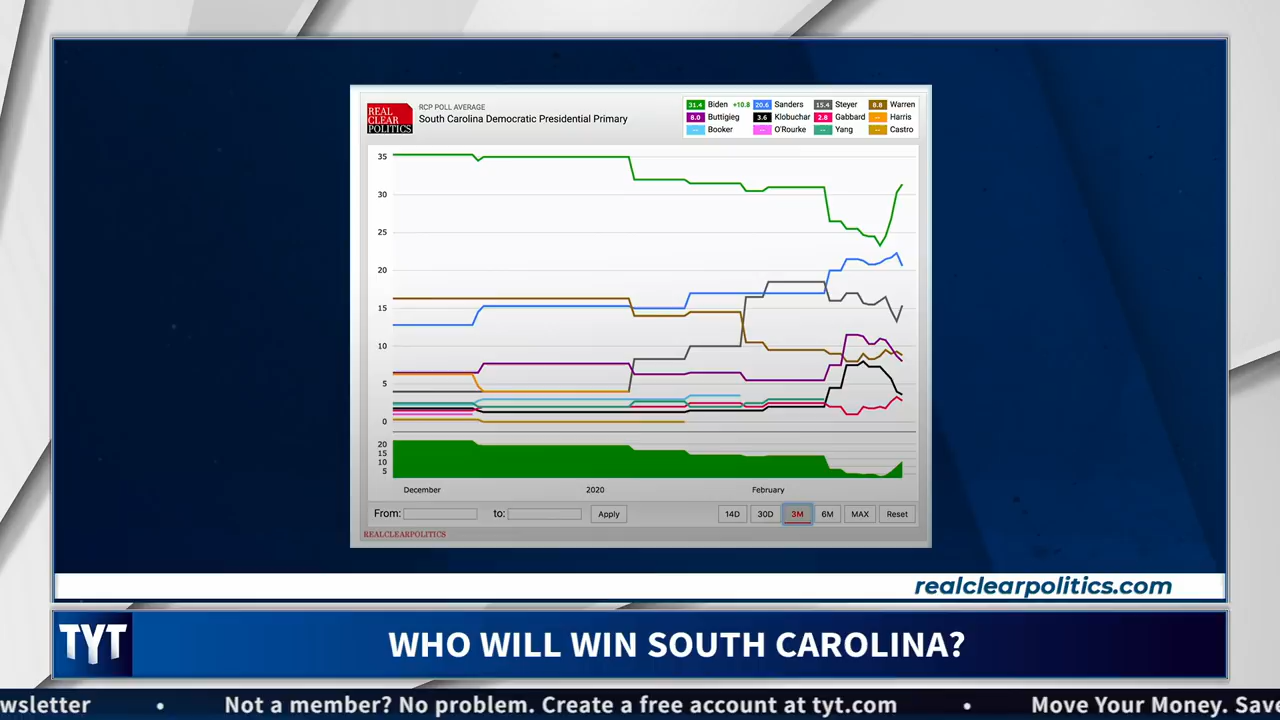 REAL
CLEAR
POLITICS
RCP POLL AVERAGE
South Carolina Democratic Presidential Primary
31.4 Biden +10.8 20.6 Sanders 15.4 Steyer 8.8 Warren
8.0 Buttigieg 3.6 Klobuchar 2.8 Gabbard -- Harris
-- Booker -- O'Rourke -- Yang -- Castro
35
30
25
20
15
10
5
0
20
15
10
5
December 2020 February
From: to: Apply 14D 30D 3M 6M MAX Reset
REALCLEARPOLITICS
realclearpolitics.com
TYT WHO WILL WIN SOUTH CAROLINA?
wsletter • Not a member? No problem. Create a free account at tyt.com • Move Your Money. Save